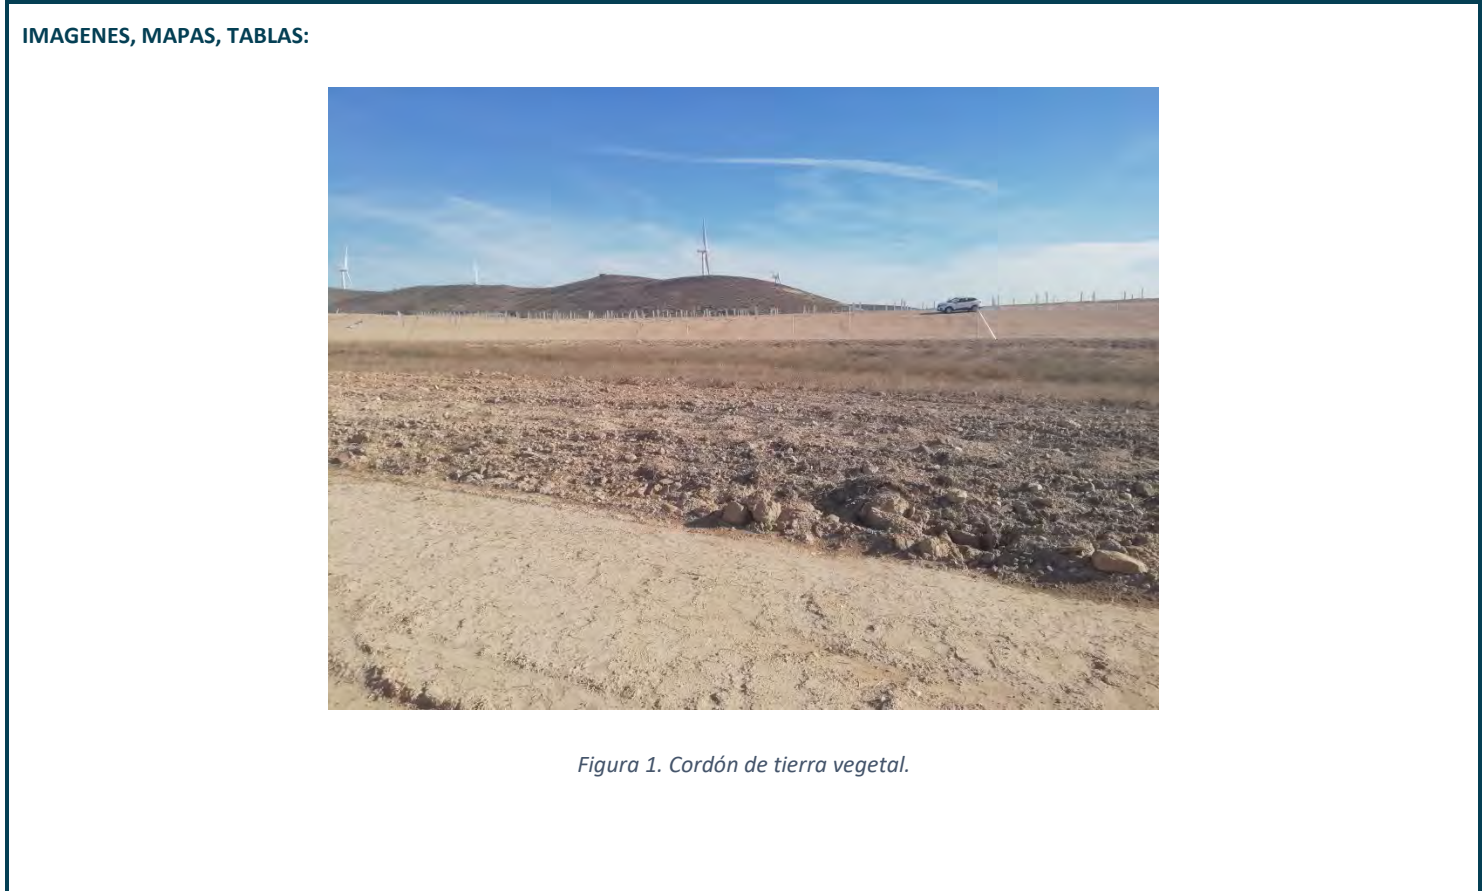 IMAGENES, MAPAS, TABLAS:
Figura 1. Cordón de tierra vegetal.